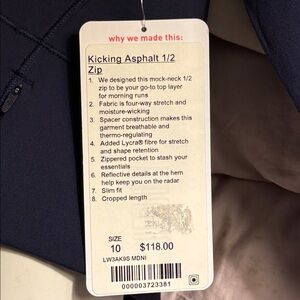 why we made this:
Kicking Asphalt 1/2
Zip
1. We designed this mock-neck 1/2
zip to be your go-to top layer
for morning runs
2. Fabric is four-way stretch and
moisture-wicking
3. Spacer construction makes this
garment breathable and
thermo-regulating
4. Added Lycra® fibre for stretch
and shape retention
5. Zippered pocket to stash your
essentials
6. Reflective details at the hem
help keep you on the radar
7. Slim fit
8. Cropped length
SIZE
10 $118.00
LW3AK9S MDNI
000003723381